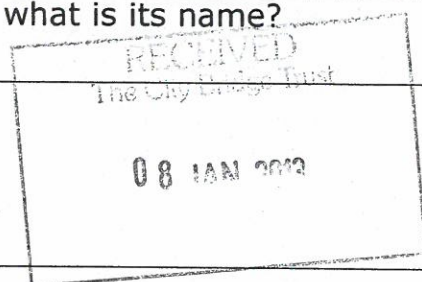 what is its name?
RECEIVED
The City Bridge Trust
08 JAN 2013